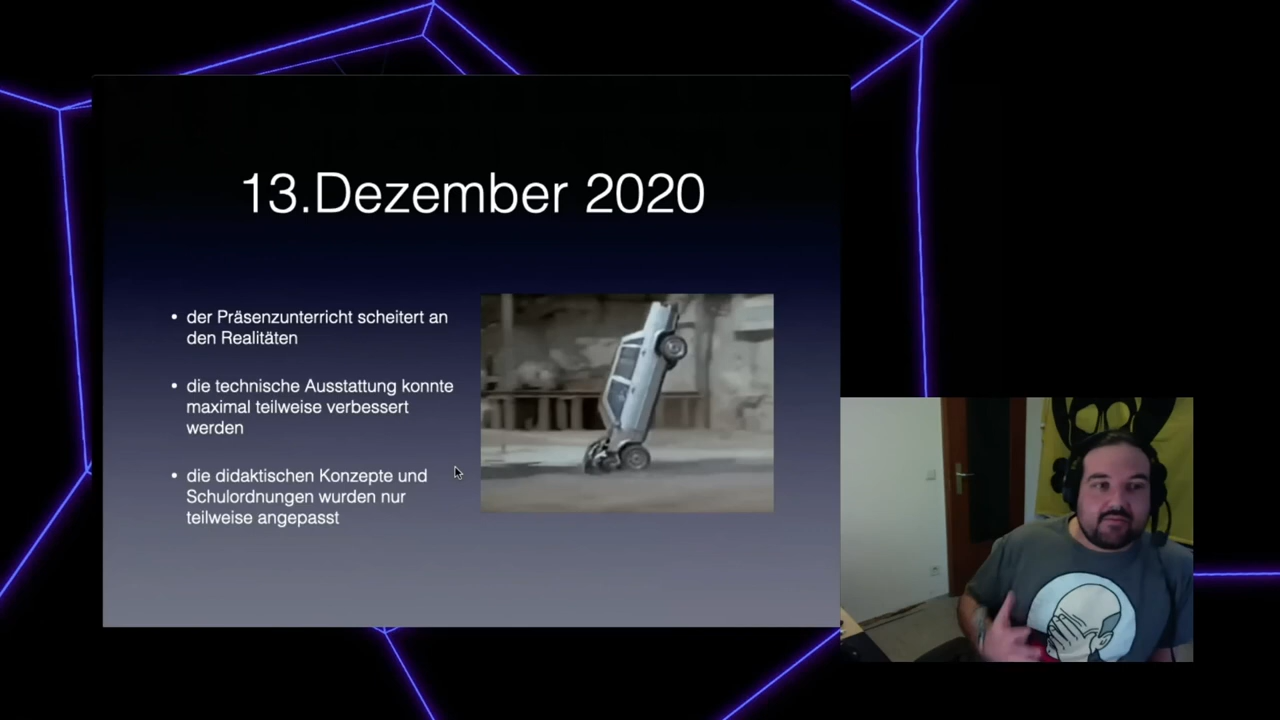 13.Dezember 2020
• der Präsenzunterricht scheitert an
den Realitäten
• die technische Ausstattung konnte
maximal teilweise verbessert
werden
• die didaktischen Konzepte und
Schulordnungen wurden nur
teilweise angepasst